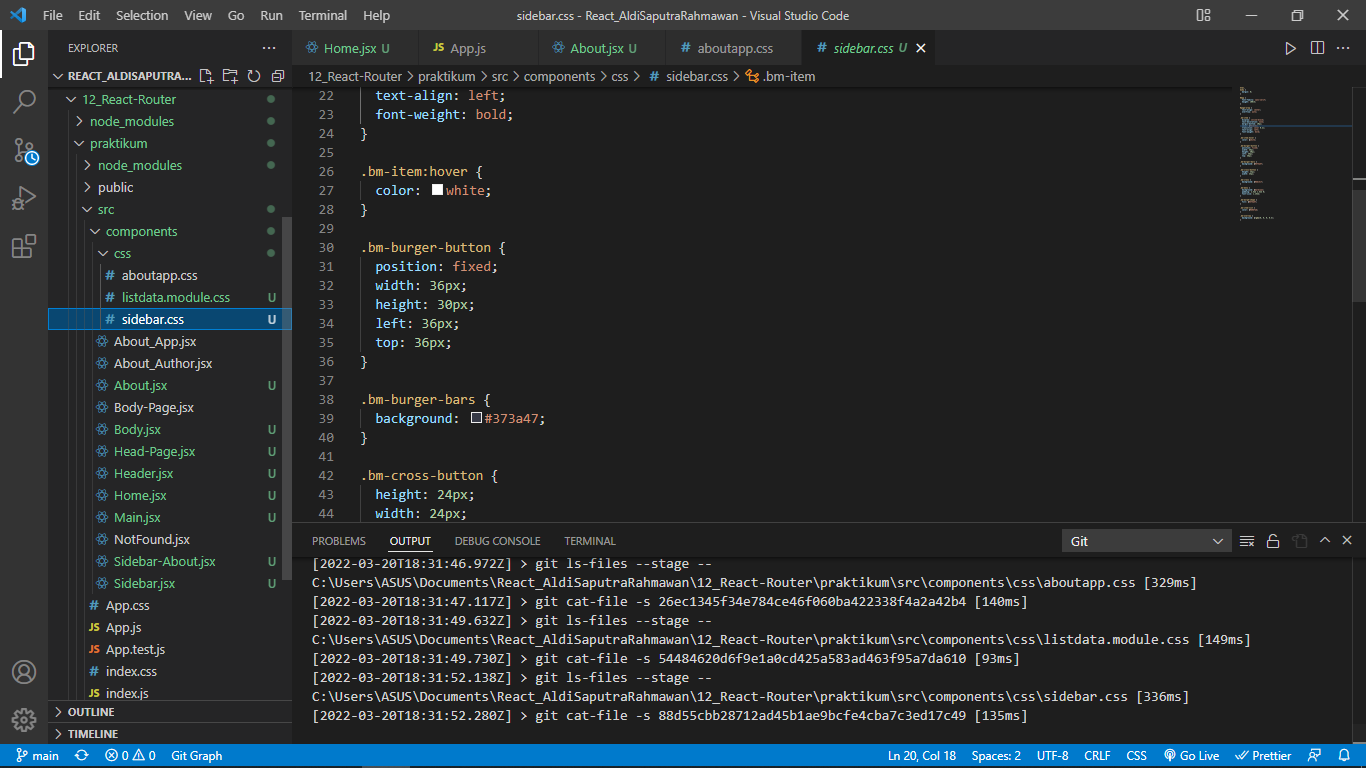 File Edit Selection View Go Run Terminal Help
sidebar.css - React_AldiSaputraRahmawan - Visual Studio Code
EXPLORER
Home.jsx U
JS App.js
About.jsx U
# aboutapp.css
# sidebar.css U
REACT_ALDISAPUTRA...
12_React-Router > praktikum > src > components > css > # sidebar.css > .bm-item
12_React-Router
node_modules
praktikum
node_modules
public
src
components
css
# aboutapp.css
# listdata.module.css U
# sidebar.css U
About_App.jsx
About_Author.jsx
About.jsx U
Body-Page.jsx
Body.jsx U
Head-Page.jsx U
Header.jsx U
Home.jsx U
Main.jsx U
NotFound.jsx
Sidebar-About.jsx U
Sidebar.jsx U
# App.css
JS App.js
JS App.test.js
# index.css
JS index.js
OUTLINE
TIMELINE
22 text-align: left;
23 font-weight: bold;
24 }
25
26 .bm-item:hover {
27 color: white;
28 }
29
30 .bm-burger-button {
31 position: fixed;
32 width: 36px;
33 height: 30px;
34 left: 36px;
35 top: 36px;
36 }
37
38 .bm-burger-bars {
39 background: #373a47;
40 }
41
42 .bm-cross-button {
43 height: 24px;
44 width: 24px;
PROBLEMS OUTPUT DEBUG CONSOLE TERMINAL
Git
[2022-03-20T18:31:46.972Z] > git ls-files --stage --
C:\Users\ASUS\Documents\React_AldiSaputraRahmawan\12_React-Router\praktikum\src\components\css\aboutapp.css [329ms]
[2022-03-20T18:31:47.117Z] > git cat-file -s 26ec1345f34e784ce46f060ba422338f4a2a42b4 [140ms]
[2022-03-20T18:31:49.632Z] > git ls-files --stage --
C:\Users\ASUS\Documents\React_AldiSaputraRahmawan\12_React-Router\praktikum\src\components\css\listdata.module.css [149ms]
[2022-03-20T18:31:49.730Z] > git cat-file -s 54484620d6f9e1a0cd425a583ad463f95a7da610 [93ms]
[2022-03-20T18:31:52.138Z] > git ls-files --stage --
C:\Users\ASUS\Documents\React_AldiSaputraRahmawan\12_React-Router\praktikum\src\components\css\sidebar.css [336ms]
[2022-03-20T18:31:52.280Z] > git cat-file -s 88d55cbb28712ad45b1ae9bcfe4cba7c3ed17c49 [135ms]
main 0 0 Git Graph
Ln 20, Col 18 Spaces: 2 UTF-8 CRLF CSS Go Live Prettier